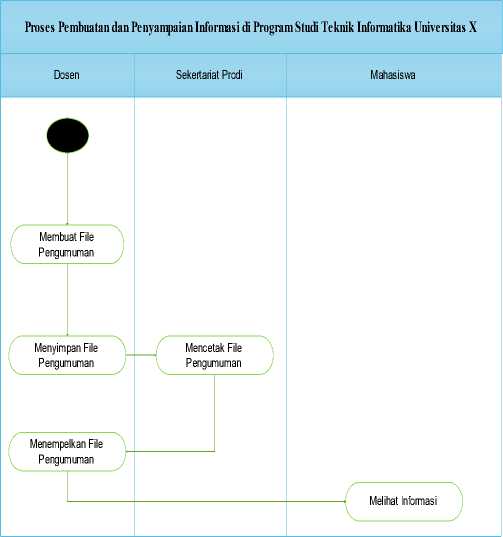 Proses Pembuatan dan Penyampaian Informasi di Program Studi Teknik Informatika Universitas X
Dosen
Sekertariat Prodi
Mahasiswa
Membuat File
Pengumuman
Menyimpan File
Pengumuman
Mencetak File
Pengumuman
Menempelkan File
Pengumuman
Melihat Informasi